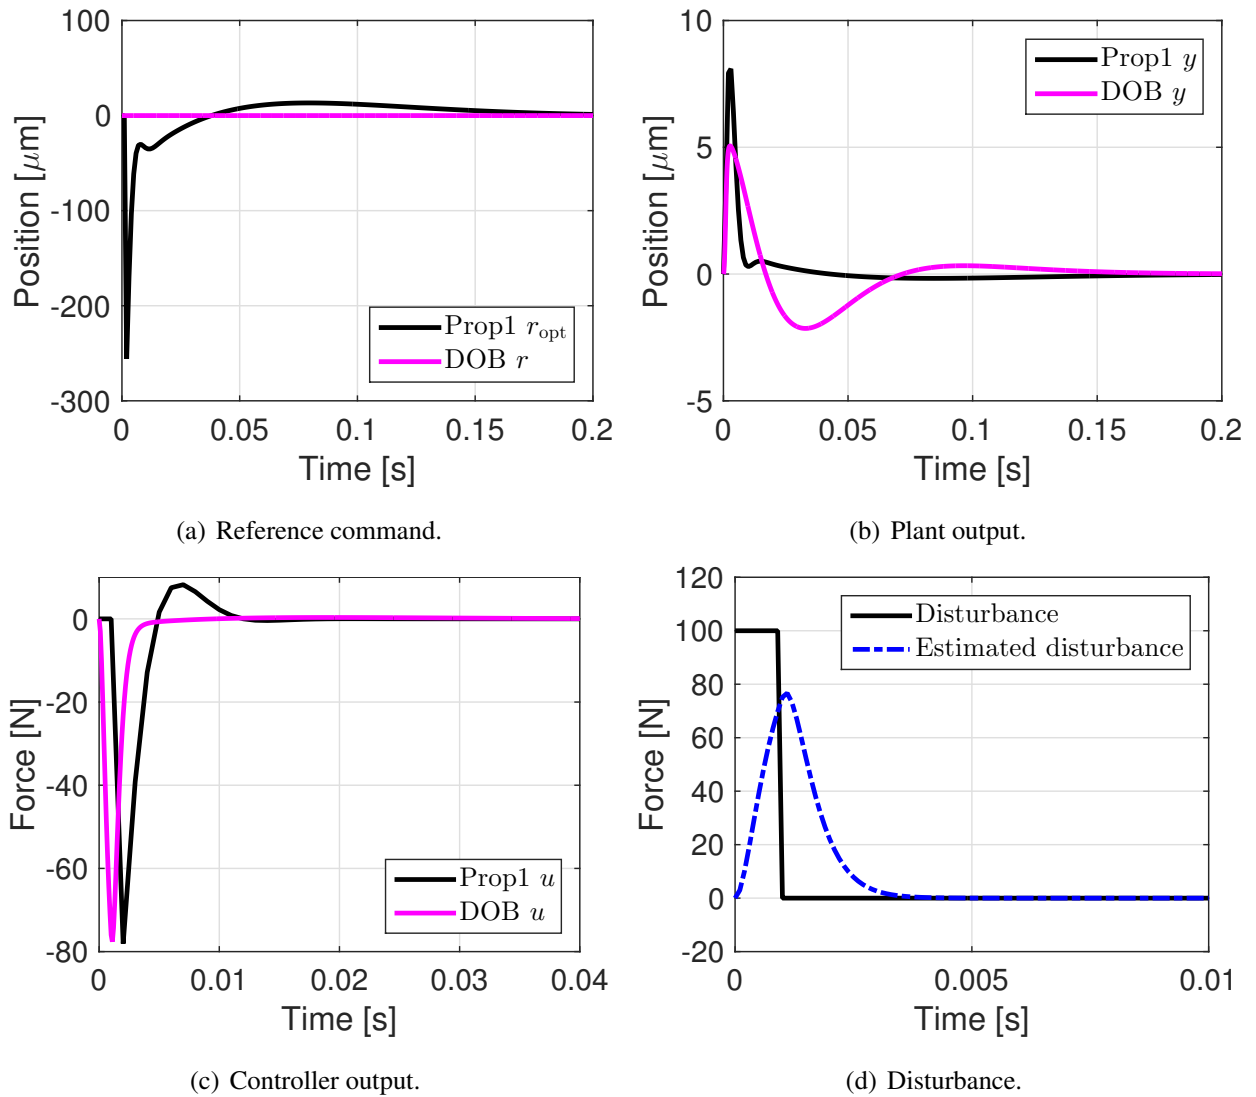 100
0
-100
-200
-300
0
0.05
0.1
0.15
0.2
Position [μm]
Time [s]
Prop1 r_opt
DOB r
(a) Reference command.
10
5
0
-5
0
0.05
0.1
0.15
0.2
Position [μm]
Time [s]
Prop1 y
DOB y
(b) Plant output.
0
-20
-40
-60
-80
0
0.01
0.02
0.03
0.04
Force [N]
Time [s]
Prop1 u
DOB u
(c) Controller output.
120
100
80
60
40
20
0
-20
0
0.005
0.01
Force [N]
Time [s]
Disturbance
Estimated disturbance
(d) Disturbance.